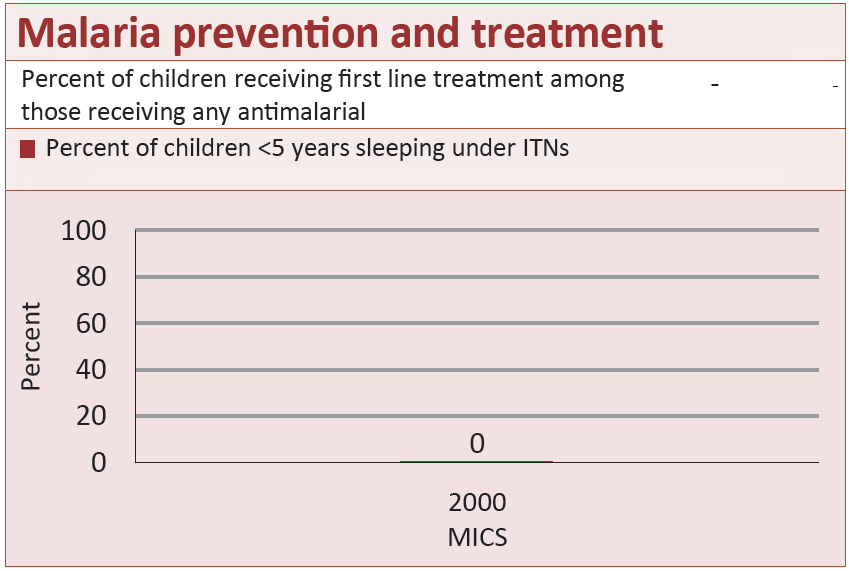 Malaria prevention and treatment
Percent of children receiving first line treatment among - -
those receiving any antimalarial
Percent of children <5 years sleeping under ITNs
100
80
60
40
20
0
Percent
0
2000
MICS